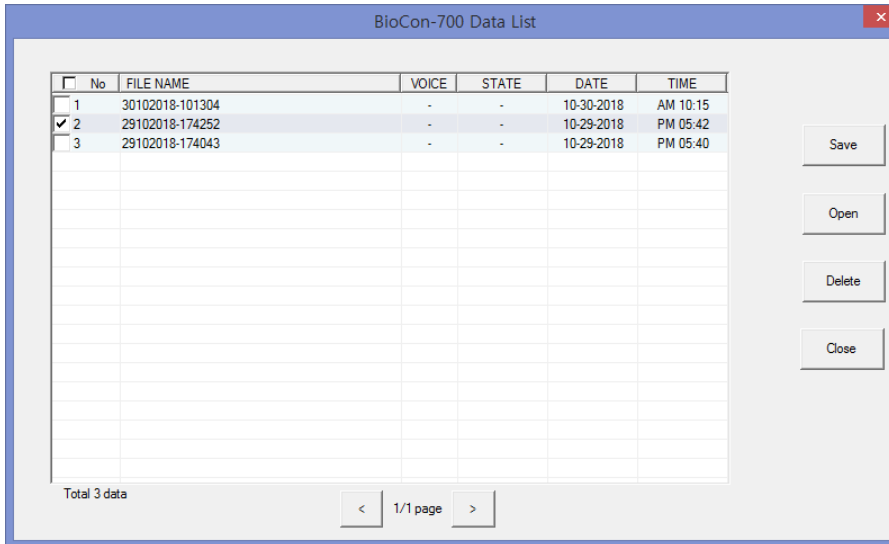 BioCon-700 Data List
No FILE NAME VOICE STATE DATE TIME
1 30102018-101304 - - 10-30-2018 AM 10:15
2 29102018-174252 - - 10-29-2018 PM 05:42
3 29102018-174043 - - 10-29-2018 PM 05:40
Save
Open
Delete
Close
Total 3 data
< 1/1 page >